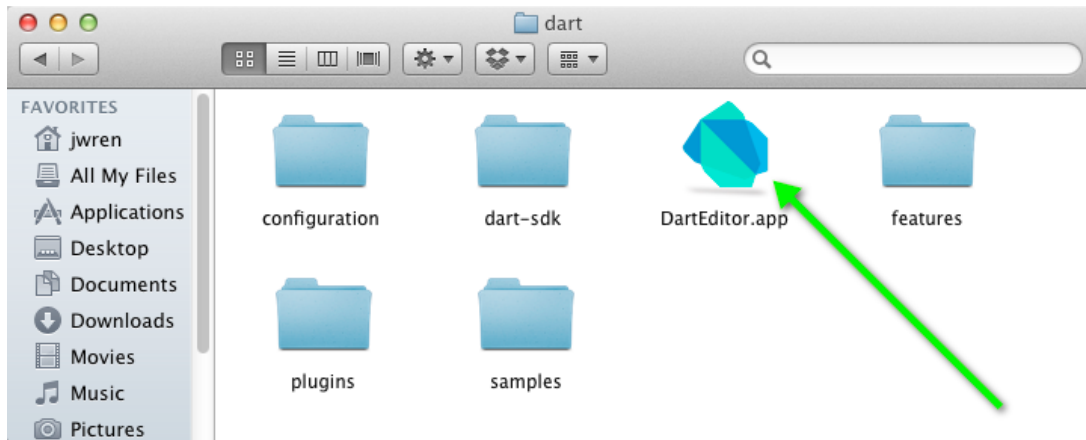 dart
FAVORITES
jwren
All My Files
Applications
Desktop
Documents
Downloads
Movies
Music
Pictures
configuration
dart-sdk
DartEditor.app
features
plugins
samples